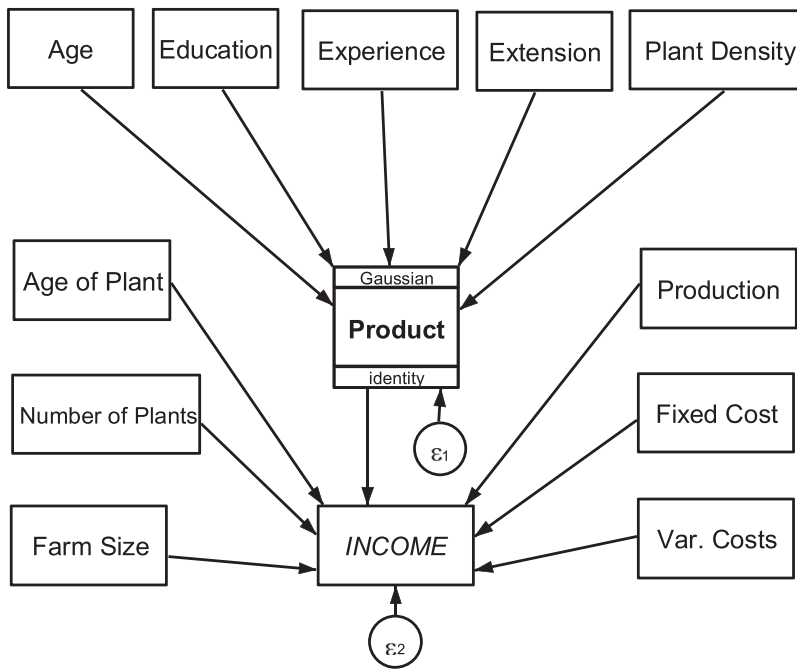 Age
Education
Experience
Extension
Plant Density
Gaussian
Product
identity
Age of Plant
Production
Number of Plants
Fixed Cost
ε1
Farm Size
INCOME
Var. Costs
ε2